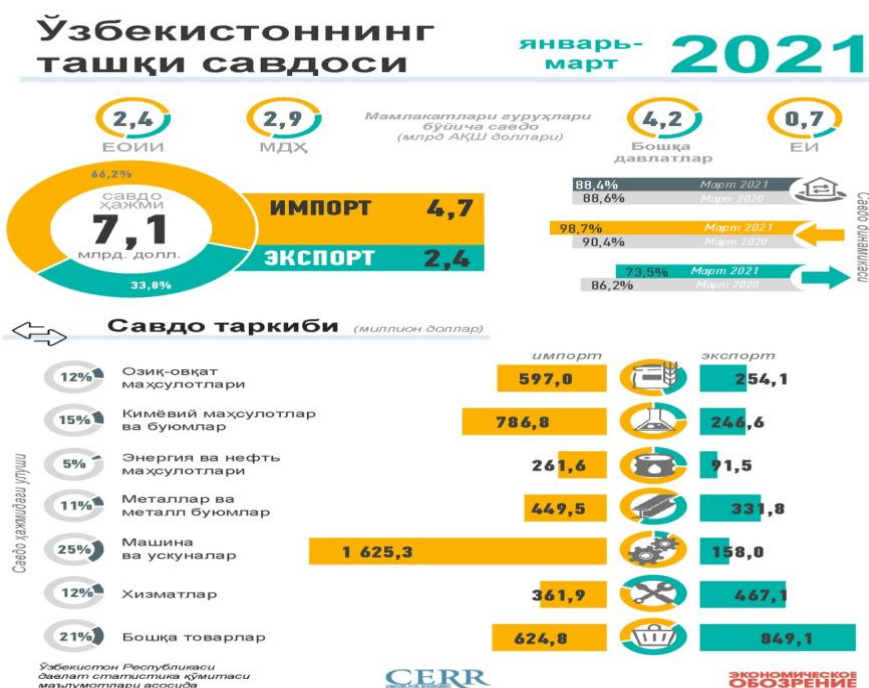 Ўзбекистоннинг
ташқи савдоси
январь-
март
2021
2,4
ЕОИИ
2,9
МДҲ
Мамлакатлари гуруҳлари
бўйича савдо
(млрд АҚШ доллари)
4,2
Бошқа
давлатлар
0,7
ЕИ
66,2%
савдо
ҳажми
7,1
млрд. долл.
33,8%
ИМПОРТ 4,7
ЭКСПОРТ 2,4
88,4% Март 2021
88,6% Март 2020
98,7% Март 2021
90,4% Март 2020
73,5% Март 2021
86,2% Март 2020
Савдо динамикаси
Савдо таркиби (миллион доллар)
импорт экспорт
Савдо ҳажмидаги улуши
12% Озиқ-овқат
маҳсулотлари
597,0 254,1
15% Кимёвий маҳсулотлар
ва буюмлар
786,8 246,6
5% Энергия ва нефть
маҳсулотлари
261,6 91,5
11% Металлар ва
металл буюмлар
449,5 331,8
25% Машина
ва ускуналар
1 625,3 158,0
12% Хизматлар 361,9 467,1
21% Бошқа товарлар 624,8 849,1
Ўзбекистон Республикаси
давлат статистика қўмитаси
маълумотлари асосида
CERR
ЭКОНОМИЧЕСКОЕ
ОБОЗРЕНИЕ